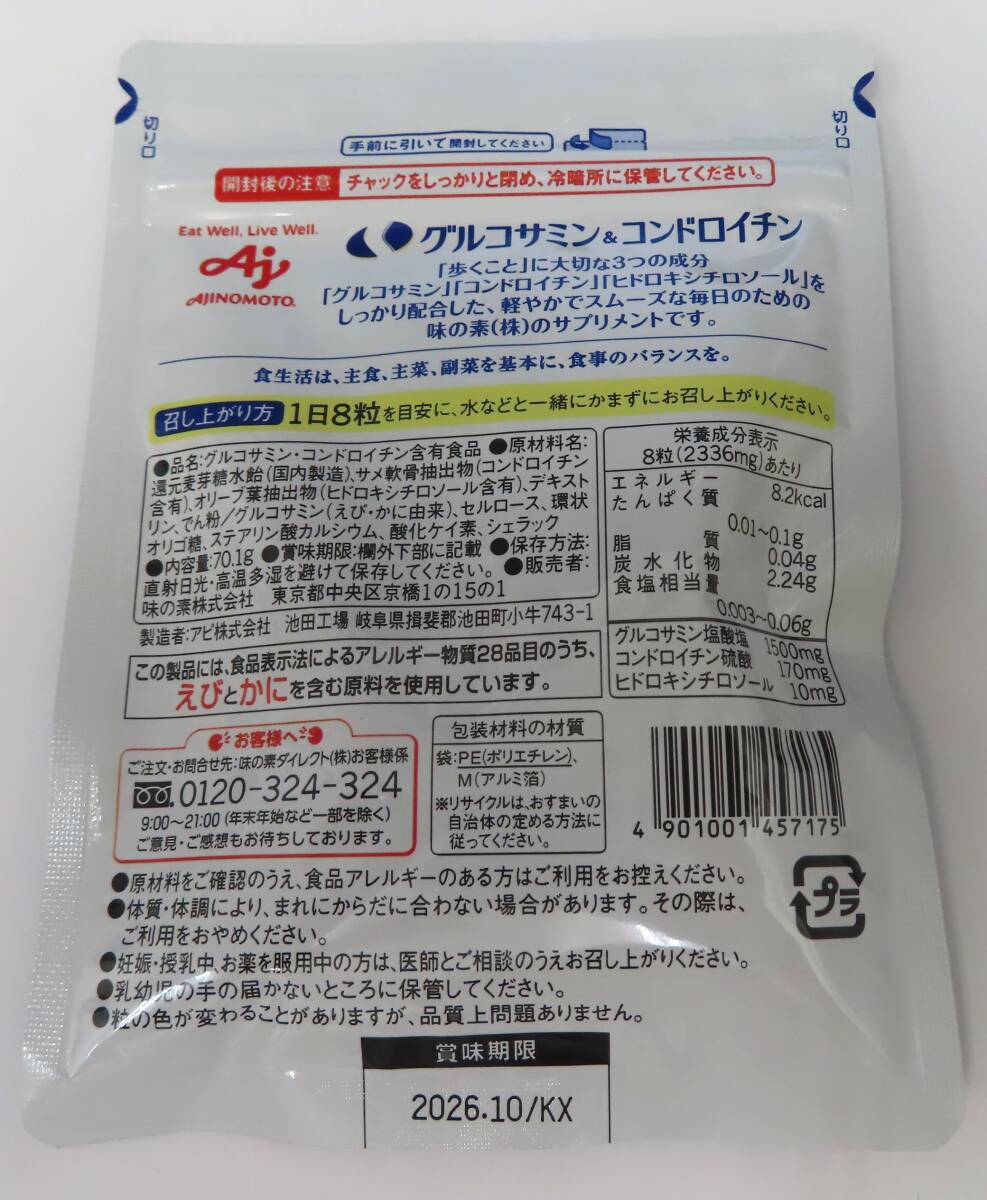 切り口
切り口
手前に引いて開封してください
開封後の注意 チャックをしっかりと閉め、冷暗所に保管してください。
Eat Well, Live Well.
Aj
AJINOMOTO.
グルコサミン&コンドロイチン
「歩くこと」に大切な3つの成分
「グルコサミン」「コンドロイチン」「ヒドロキシチロソール」を
しっかり配合した、軽やかでスムーズな毎日のための
味の素(株)のサプリメントです。
食生活は、主食、主菜、副菜を基本に、食事のバランスを。
召し上がり方 1日8粒を目安に、水などと一緒にかまずにお召し上がりください。
●品名:グルコサミン・コンドロイチン含有食品 ●原材料名:
還元麦芽糖水飴(国内製造)、サメ軟骨抽出物(コンドロイチン
含有)、オリーブ葉抽出物(ヒドロキシチロソール含有)、デキスト
リン、でん粉/グルコサミン(えび・かに由来)、セルロース、環状
オリゴ糖、ステアリン酸カルシウム、酸化ケイ素、シェラック
●内容量:70.1g ●賞味期限:欄外下部に記載 ●保存方法:
直射日光・高温多湿を避けて保存してください。 ●販売者:
味の素株式会社 東京都中央区京橋1の15の1
製造者:アピ株式会社 池田工場 岐阜県揖斐郡池田町小牛743-1
この製品には、食品表示法によるアレルギー物質28品目のうち、
えびとかにを含む原料を使用しています。
栄養成分表示
8粒(2336mg)あたり
エネルギー 8.2kcal
たんぱく質
0.01~0.1g
脂質 0.04g
炭水化物 2.24g
食塩相当量
0.003~0.06g
グルコサミン塩酸塩 1500mg
コンドロイチン硫酸 170mg
ヒドロキシチロソール 10mg
お客様へ
ご注文・お問合せ先:味の素ダイレクト(株)お客様係
0120-324-324
9:00~21:00 (年末年始など一部を除く)
ご意見・ご感想もお待ちしております。
包装材料の材質
袋:PE(ポリエチレン)、
M(アルミ箔)
※リサイクルは、おすまいの
自治体の定める方法に
従ってください。
4 901001 457175
プラ
●原材料をご確認のうえ、食品アレルギーのある方はご利用をお控えください。
●体質・体調により、まれにからだに合わない場合があります。その際は、
ご利用をおやめください。
●妊娠・授乳中、お薬を服用中の方は、医師とご相談のうえお召し上がりください。
●乳幼児の手の届かないところに保管してください。
●粒の色が変わることがありますが、品質上問題ありません。
賞味期限
2026.10/KX